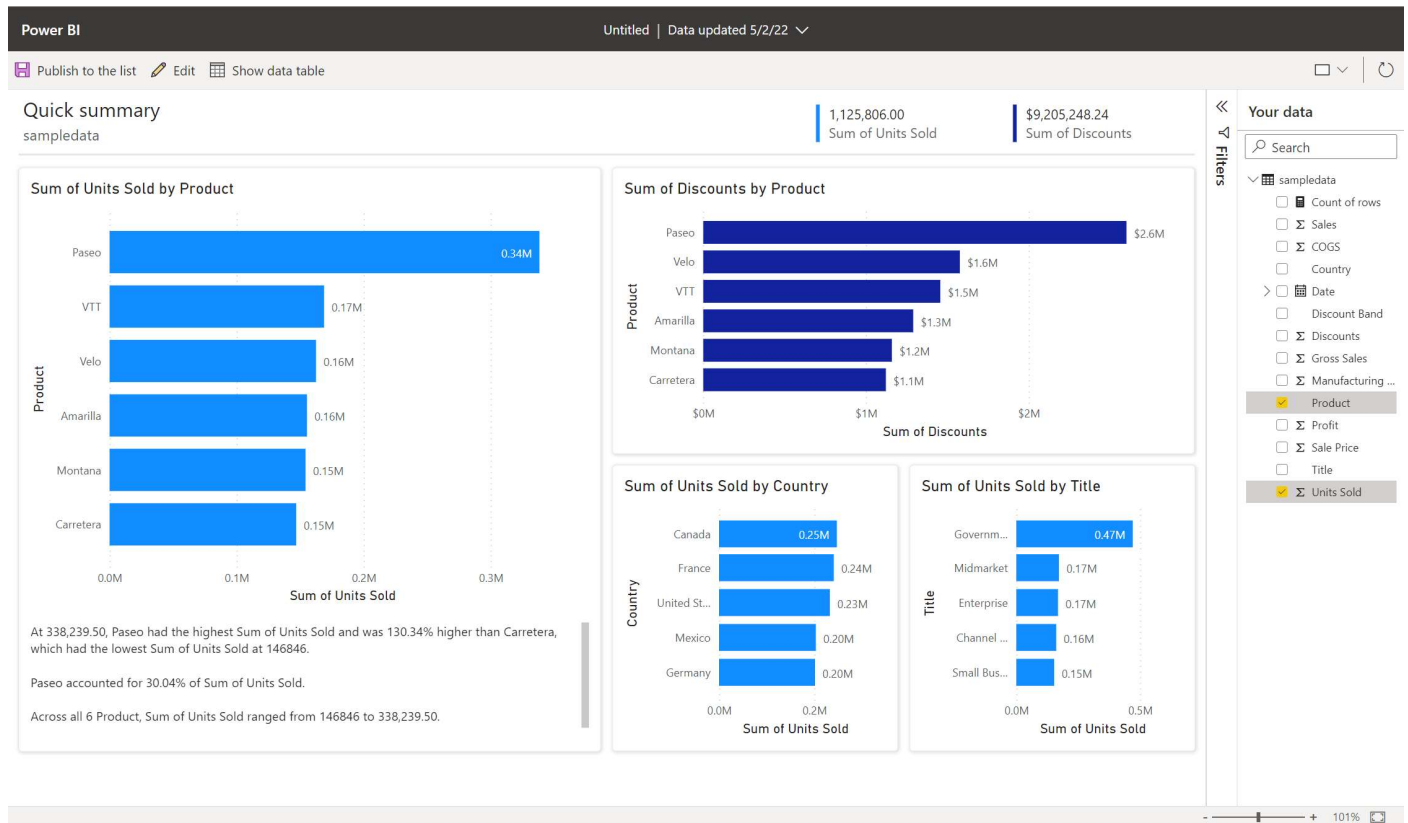 Power BI
Untitled | Data updated 5/2/22
Publish to the list Edit Show data table
Quick summary
sampledata
1,125,806.00
Sum of Units Sold
$9,205,248.24
Sum of Discounts
Sum of Units Sold by Product
Product
Paseo 0.34M
VTT 0.17M
Velo 0.16M
Amarilla 0.16M
Montana 0.15M
Carretera 0.15M
0.0M 0.1M 0.2M 0.3M
Sum of Units Sold
At 338,239.50, Paseo had the highest Sum of Units Sold and was 130.34% higher than Carretera,
which had the lowest Sum of Units Sold at 146846.
Paseo accounted for 30.04% of Sum of Units Sold.
Across all 6 Product, Sum of Units Sold ranged from 146846 to 338,239.50.
Sum of Discounts by Product
Product
Paseo $2.6M
Velo $1.6M
VTT $1.5M
Amarilla $1.3M
Montana $1.2M
Carretera $1.1M
$0M $1M $2M
Sum of Discounts
Sum of Units Sold by Country
Country
Canada 0.25M
France 0.24M
United St... 0.23M
Mexico 0.20M
Germany 0.20M
0.0M 0.2M
Sum of Units Sold
Sum of Units Sold by Title
Title
Governm... 0.47M
Midmarket 0.17M
Enterprise 0.17M
Channel ... 0.16M
Small Bus... 0.15M
0.0M 0.5M
Sum of Units Sold
Filters
Your data
Search
sampledata
Count of rows
Σ Sales
Σ COGS
Country
Date
Discount Band
Σ Discounts
Σ Gross Sales
Σ Manufacturing ...
Product
Σ Profit
Σ Sale Price
Title
Σ Units Sold
- + 101%